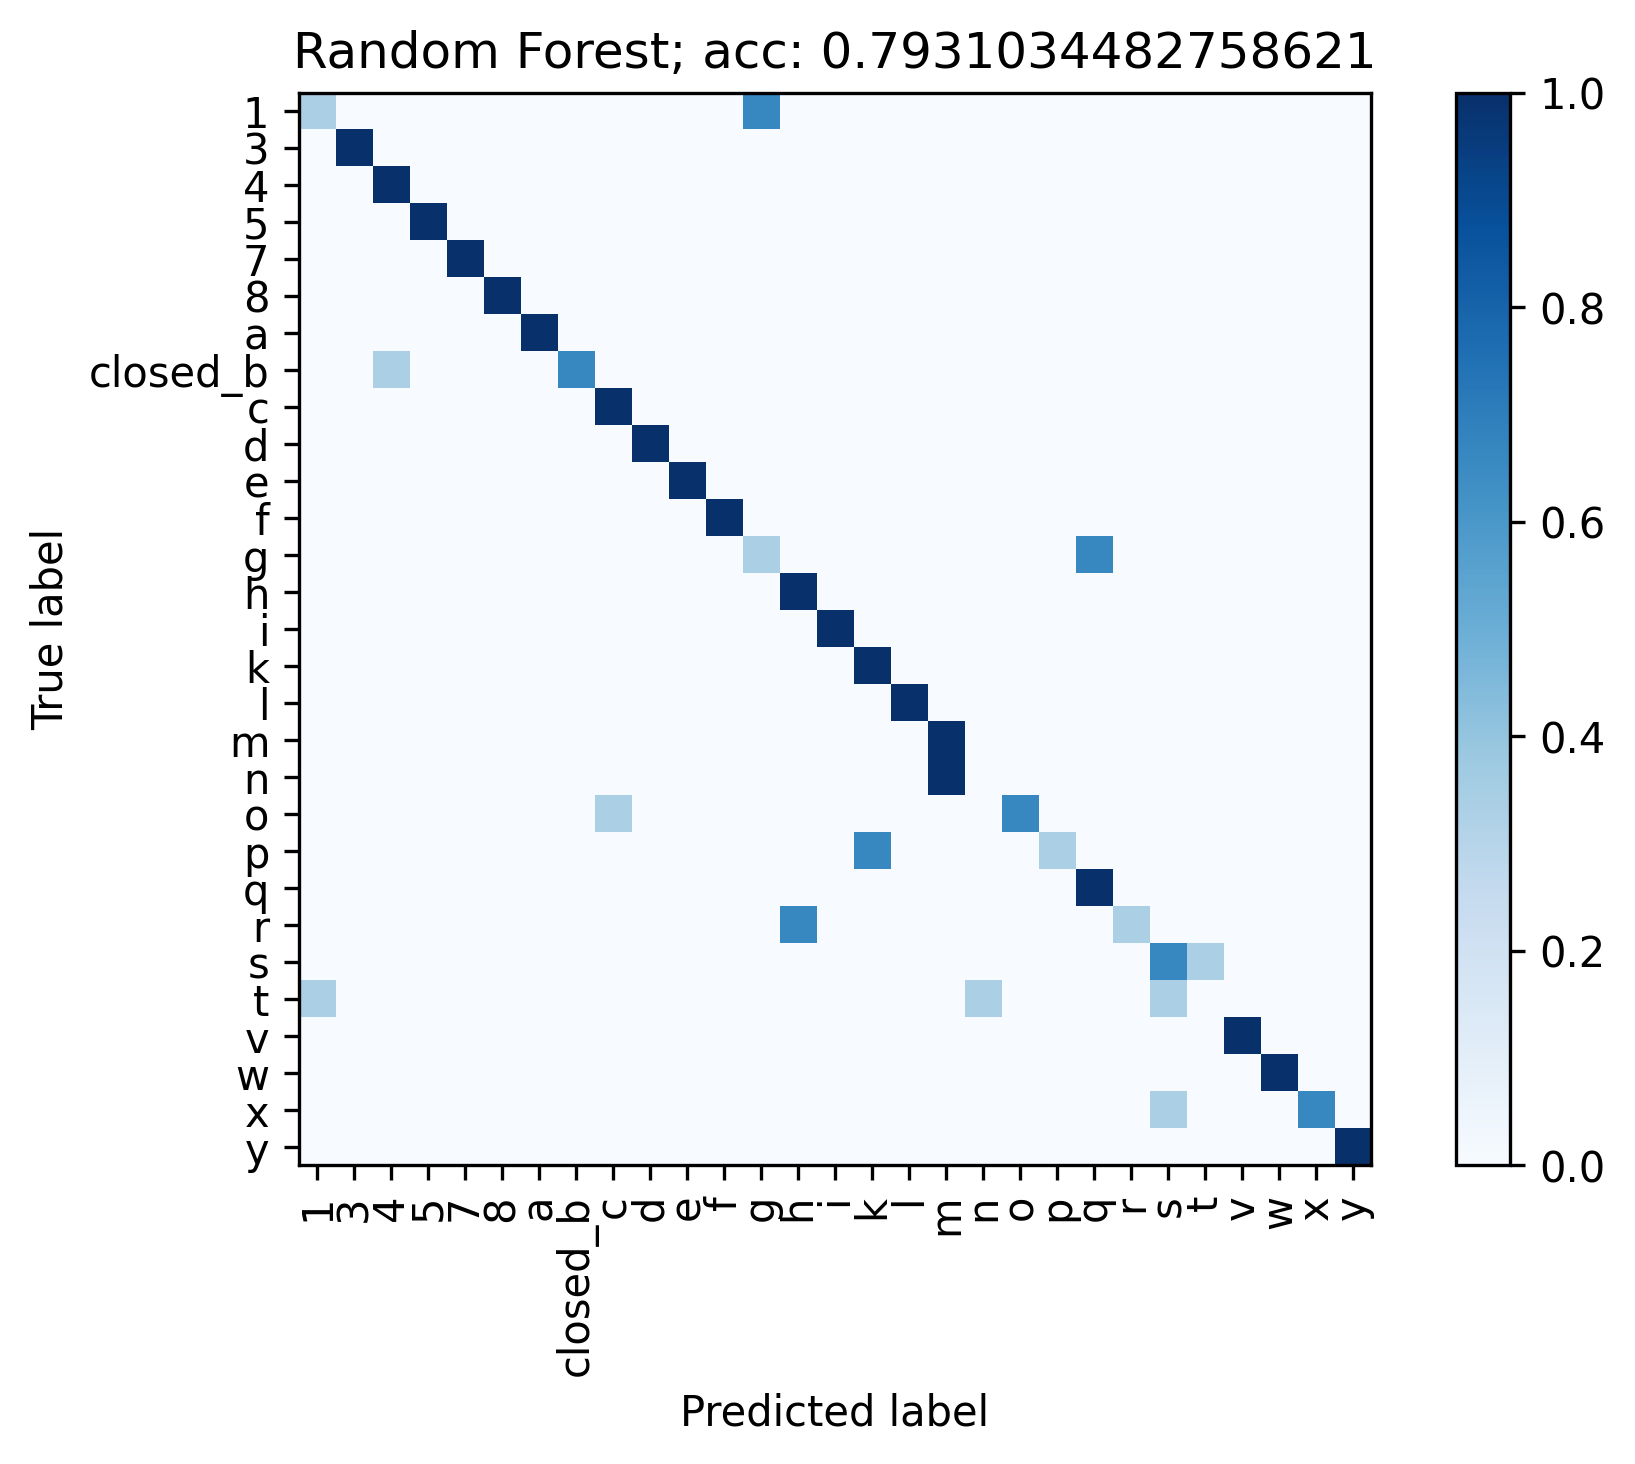 Random Forest; acc: 0.7931034482758621
True label
1
3
4
5
7
8
a
closed_b
c
d
e
f
g
h
i
k
l
m
n
o
p
q
r
s
t
v
w
x
y
1 3 4 5 7 8 a closed_b c d e f g h i k l m n o p q r s t v w x y
Predicted label
1.0
0.8
0.6
0.4
0.2
0.0